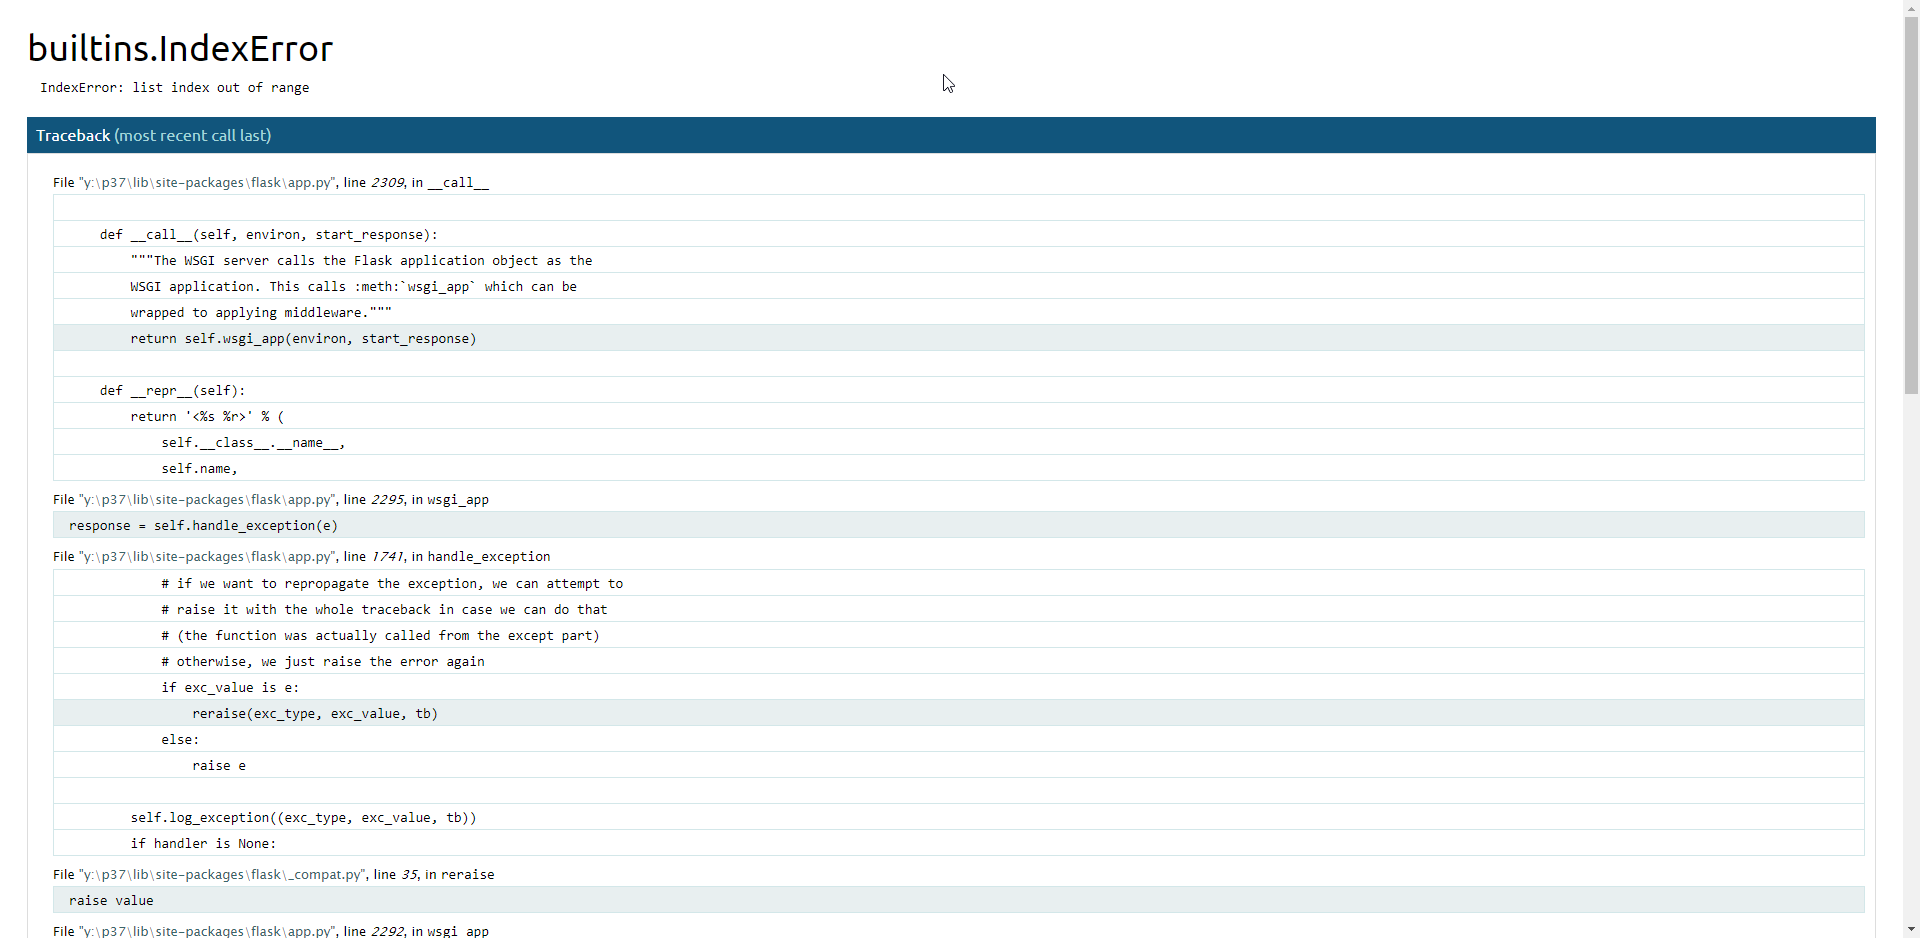 builtins.IndexError
IndexError: list index out of range
Traceback (most recent call last)
File "y:\p37\lib\site-packages\flask\app.py", line 2309, in __call__
def __call__(self, environ, start_response):
"""The WSGI server calls the Flask application object as the
WSGI application. This calls :meth:`wsgi_app` which can be
wrapped to applying middleware."""
return self.wsgi_app(environ, start_response)
def __repr__(self):
return '<%s %r>' % (
self.__class__.__name__,
self.name,
File "y:\p37\lib\site-packages\flask\app.py", line 2295, in wsgi_app
response = self.handle_exception(e)
File "y:\p37\lib\site-packages\flask\app.py", line 1741, in handle_exception
# if we want to repropagate the exception, we can attempt to
# raise it with the whole traceback in case we can do that
# (the function was actually called from the except part)
# otherwise, we just raise the error again
if exc_value is e:
reraise(exc_type, exc_value, tb)
else:
raise e
self.log_exception((exc_type, exc_value, tb))
if handler is None:
File "y:\p37\lib\site-packages\flask\_compat.py", line 35, in reraise
raise value
File "y:\p37\lib\site-packages\flask\app.py", line 2292, in wsgi_app